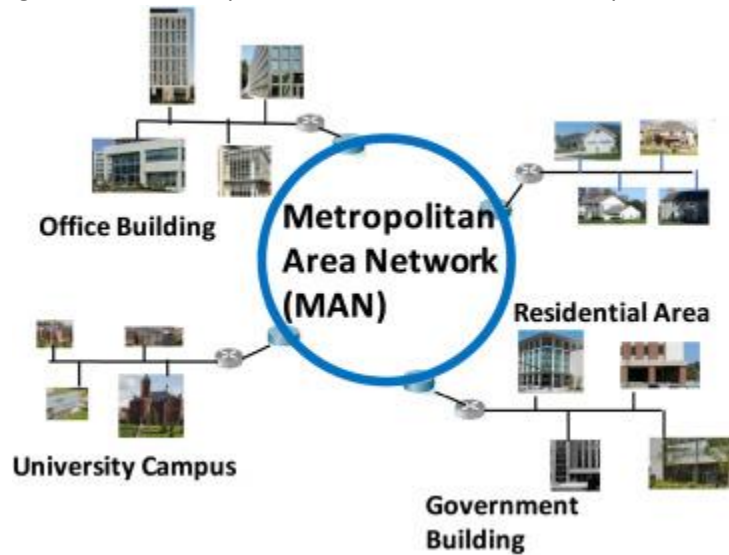 Office Building
Metropolitan
Area Network
(MAN)
Residential Area
University Campus
Government
Building